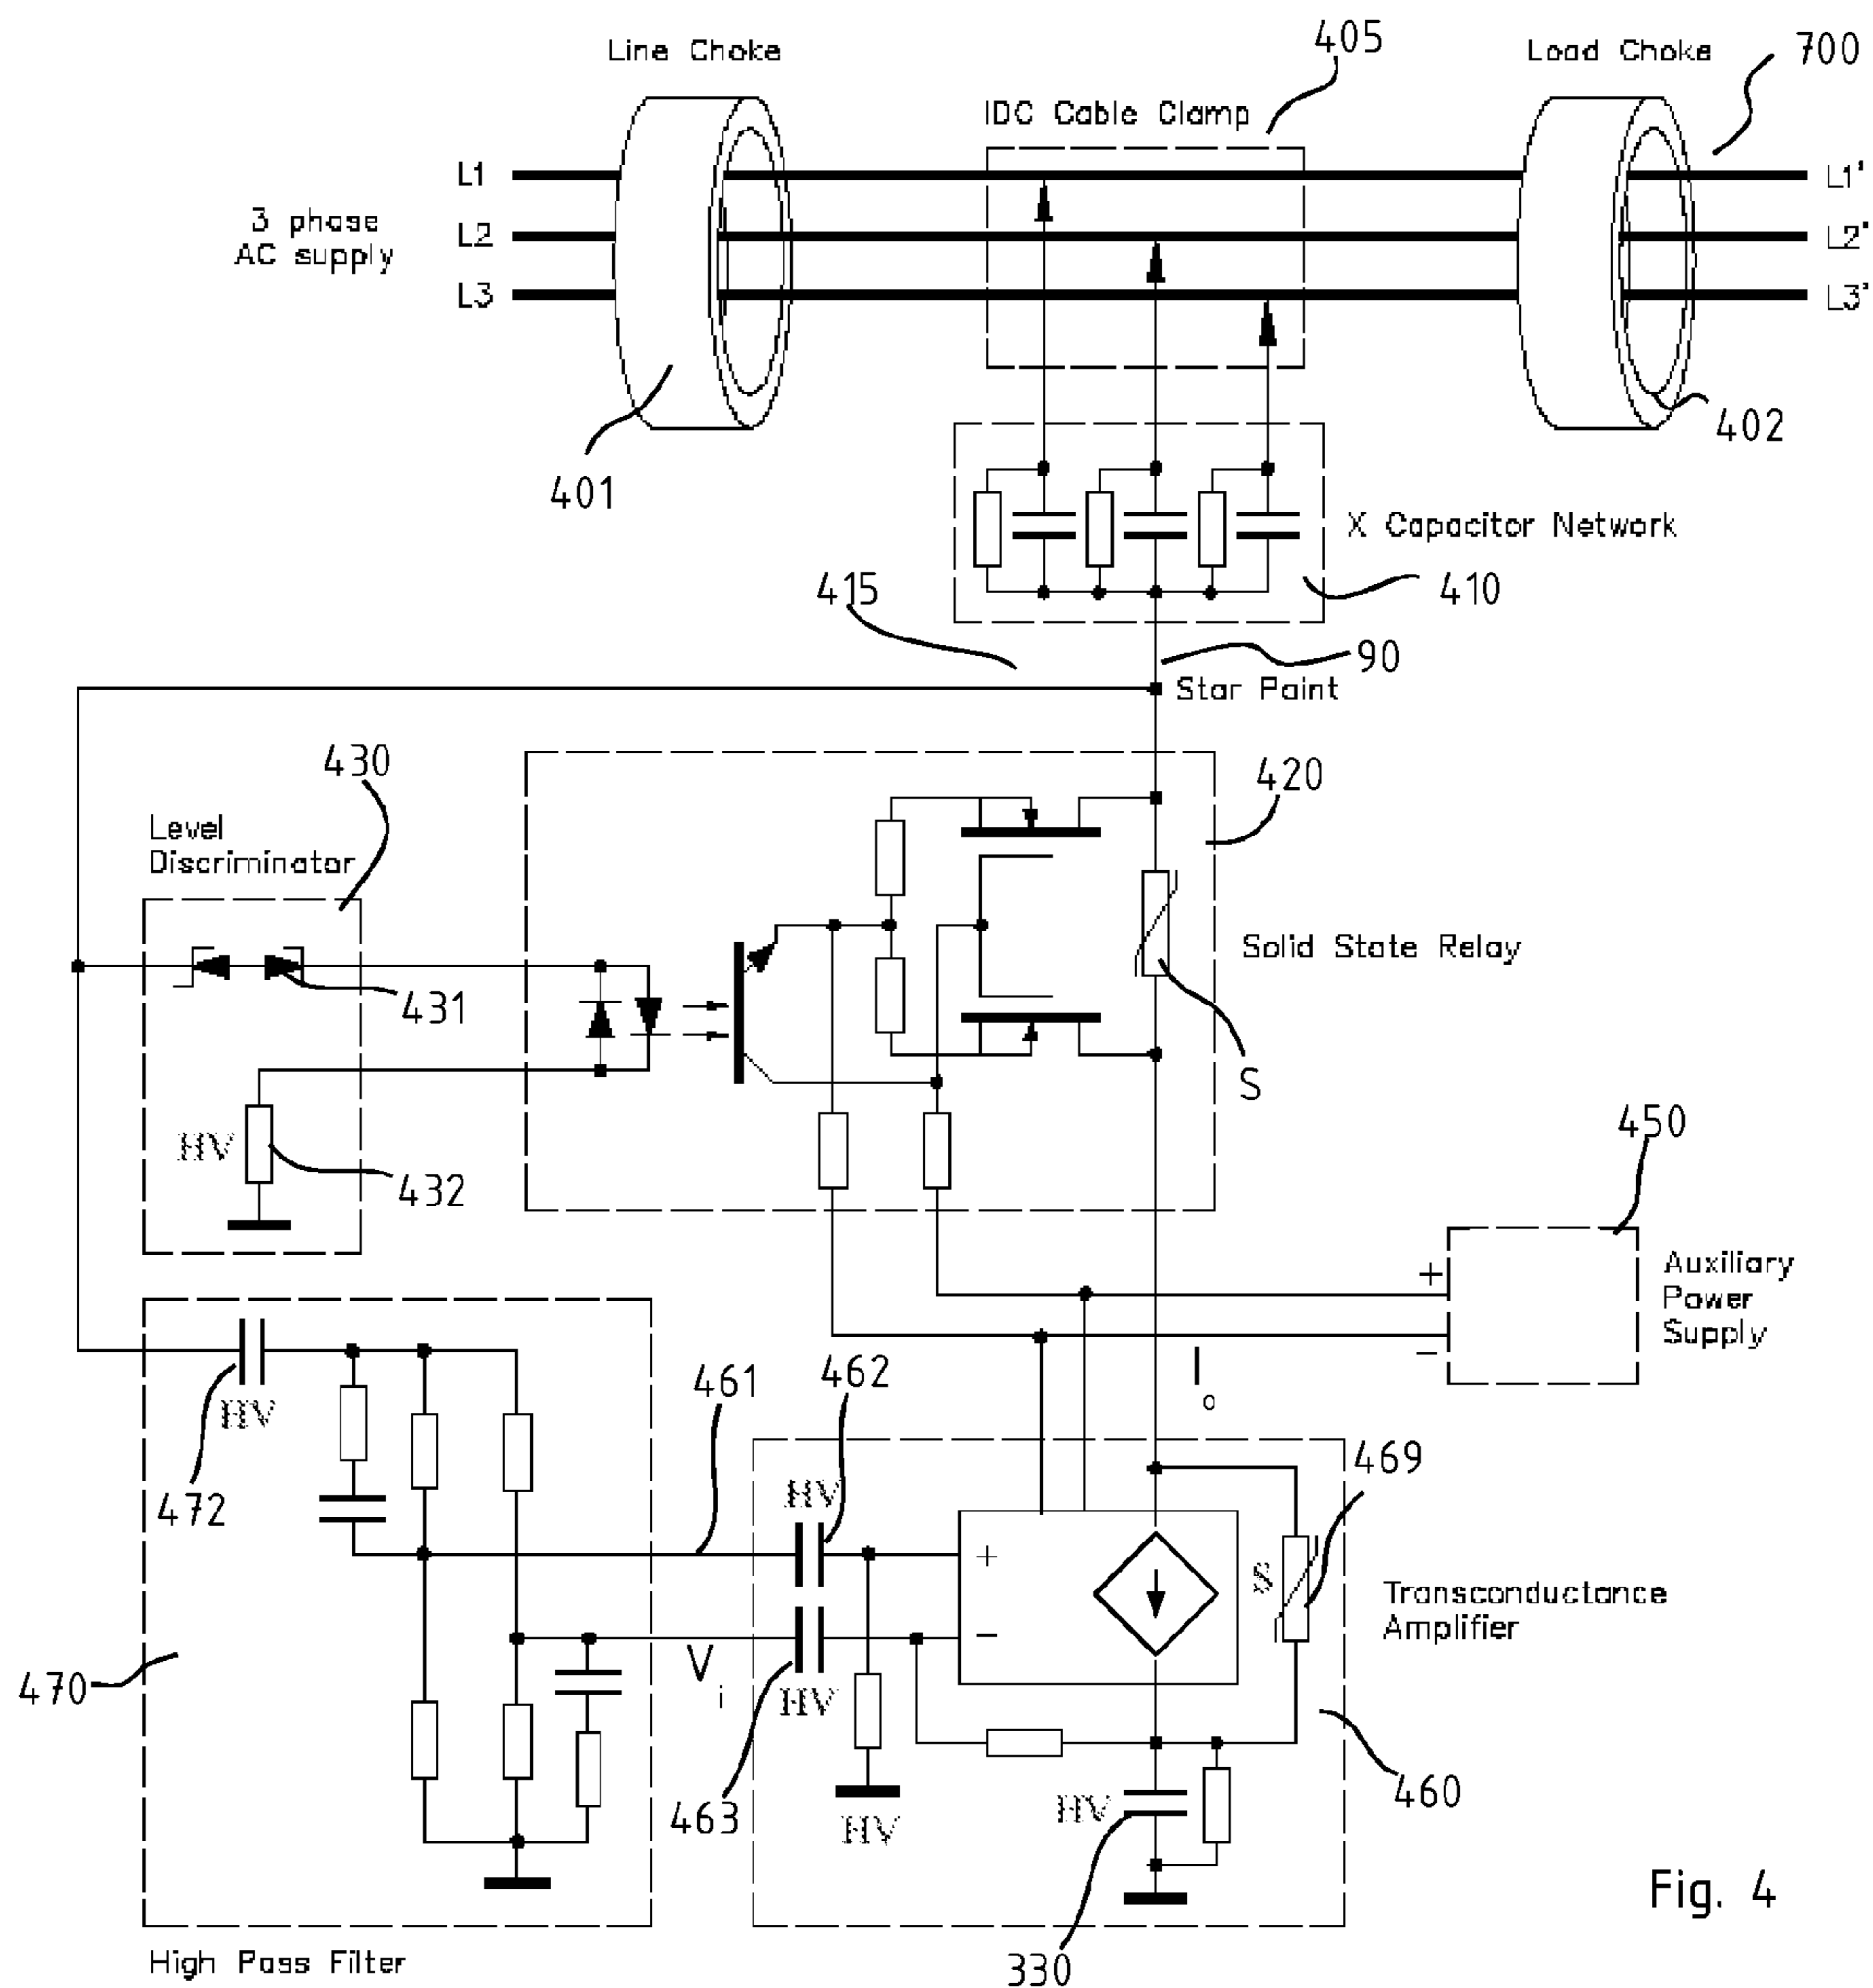 Line Choke
405
Load Choke
700
IDC Cable Clamp
L1
L1'
3 phase
AC supply
L2
L2'
L3
L3'
401
402
X Capacitor Network
415
410
90
Star Point
430
420
Level
Discriminator
Solid State Relay
431
S
HV
432
450
+
Auxiliary
Power
Supply
−
I
o
461
462
469
HV
472
HV
+
S
Transconductance
Amplifier
−
V
i
470
HV
463
HV
HV
460
Fig. 4
High Pass Filter
330